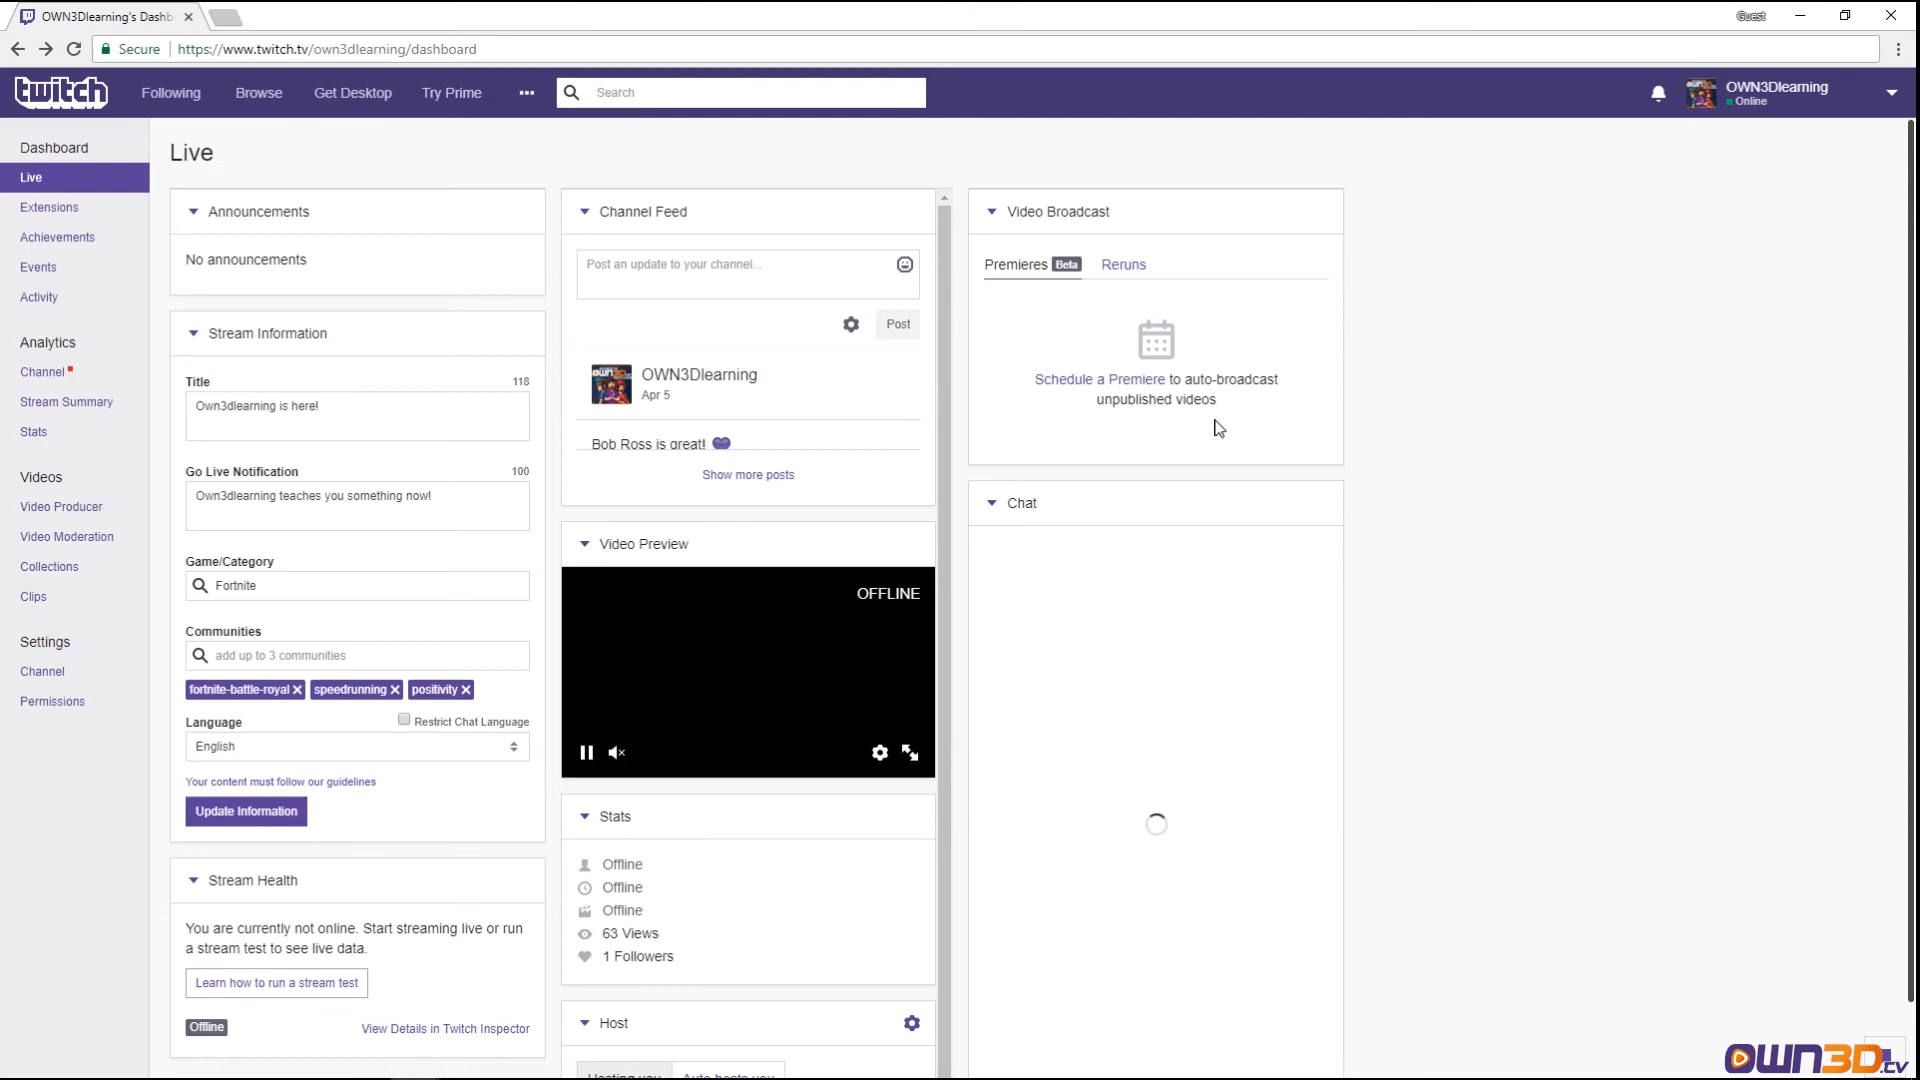 OWN3Dlearning's Dashb
Guest
Secure
https://www.twitch.tv/own3dlearning/dashboard
twitch
Following
Browse
Get Desktop
Try Prime
Search
OWN3Dlearning
Online
Dashboard
Live
Extensions
Achievements
Events
Activity
Analytics
Channel
Stream Summary
Stats
Videos
Video Producer
Video Moderation
Collections
Clips
Settings
Channel
Permissions
Live
Announcements
No announcements
Stream Information
Title 118
Own3dlearning is here!
Go Live Notification 100
Own3dlearning teaches you something now!
Game/Category
Fortnite
Communities
add up to 3 communities
fortnite-battle-royal speedrunning positivity
Language Restrict Chat Language
English
Your content must follow our guidelines
Update Information
Stream Health
You are currently not online. Start streaming live or run
a stream test to see live data.
Learn how to run a stream test
Offline View Details in Twitch Inspector
Channel Feed
Post an update to your channel...
Post
OWN3Dlearning
Apr 5
Bob Ross is great!
Show more posts
Video Preview
OFFLINE
Stats
Offline
Offline
Offline
63 Views
1 Followers
Host
Hosting you Auto hosts you
Video Broadcast
Premieres Beta Reruns
Schedule a Premiere to auto-broadcast
unpublished videos
Chat
OWN3D.tv